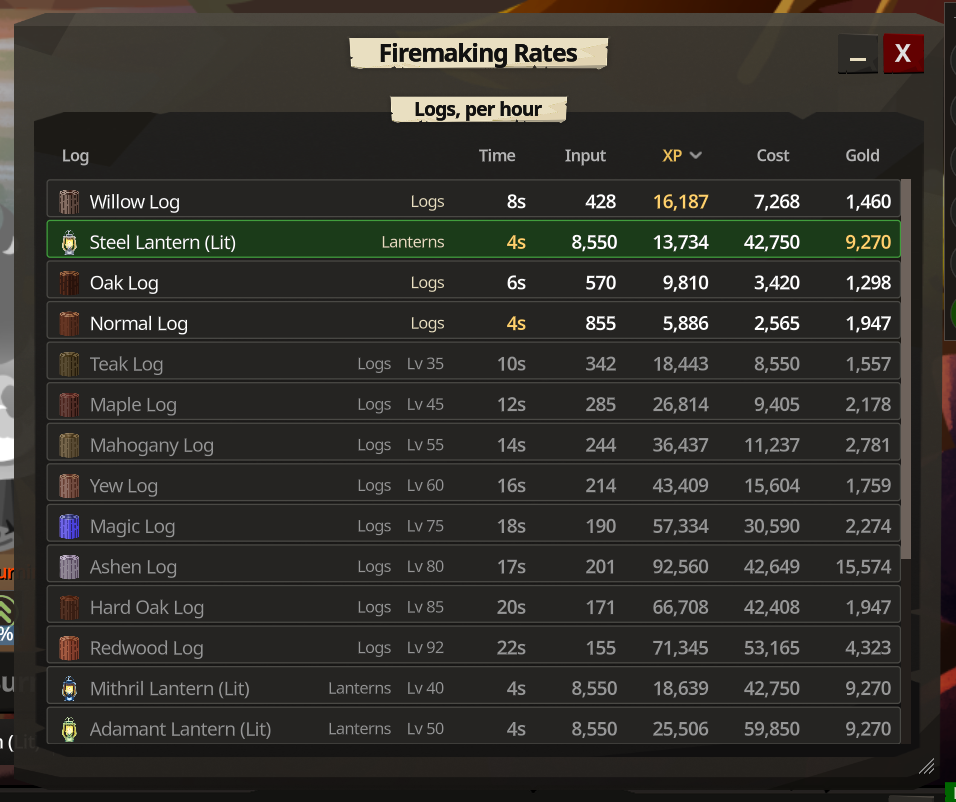 Firemaking Rates
X
Logs, per hour
Log Time Input XP Cost Gold
Willow Log Logs 8s 428 16,187 7,268 1,460
Steel Lantern (Lit) Lanterns 4s 8,550 13,734 42,750 9,270
Oak Log Logs 6s 570 9,810 3,420 1,298
Normal Log Logs 4s 855 5,886 2,565 1,947
Teak Log Logs Lv 35 10s 342 18,443 8,550 1,557
Maple Log Logs Lv 45 12s 285 26,814 9,405 2,178
Mahogany Log Logs Lv 55 14s 244 36,437 11,237 2,781
Yew Log Logs Lv 60 16s 214 43,409 15,604 1,759
Magic Log Logs Lv 75 18s 190 57,334 30,590 2,274
Ashen Log Logs Lv 80 17s 201 92,560 42,649 15,574
Hard Oak Log Logs Lv 85 20s 171 66,708 42,408 1,947
%
Redwood Log Logs Lv 92 22s 155 71,345 53,165 4,323
Mithril Lantern (Lit) Lanterns Lv 40 4s 8,550 18,639 42,750 9,270
Adamant Lantern (Lit) Lanterns Lv 50 4s 8,550 25,506 59,850 9,270